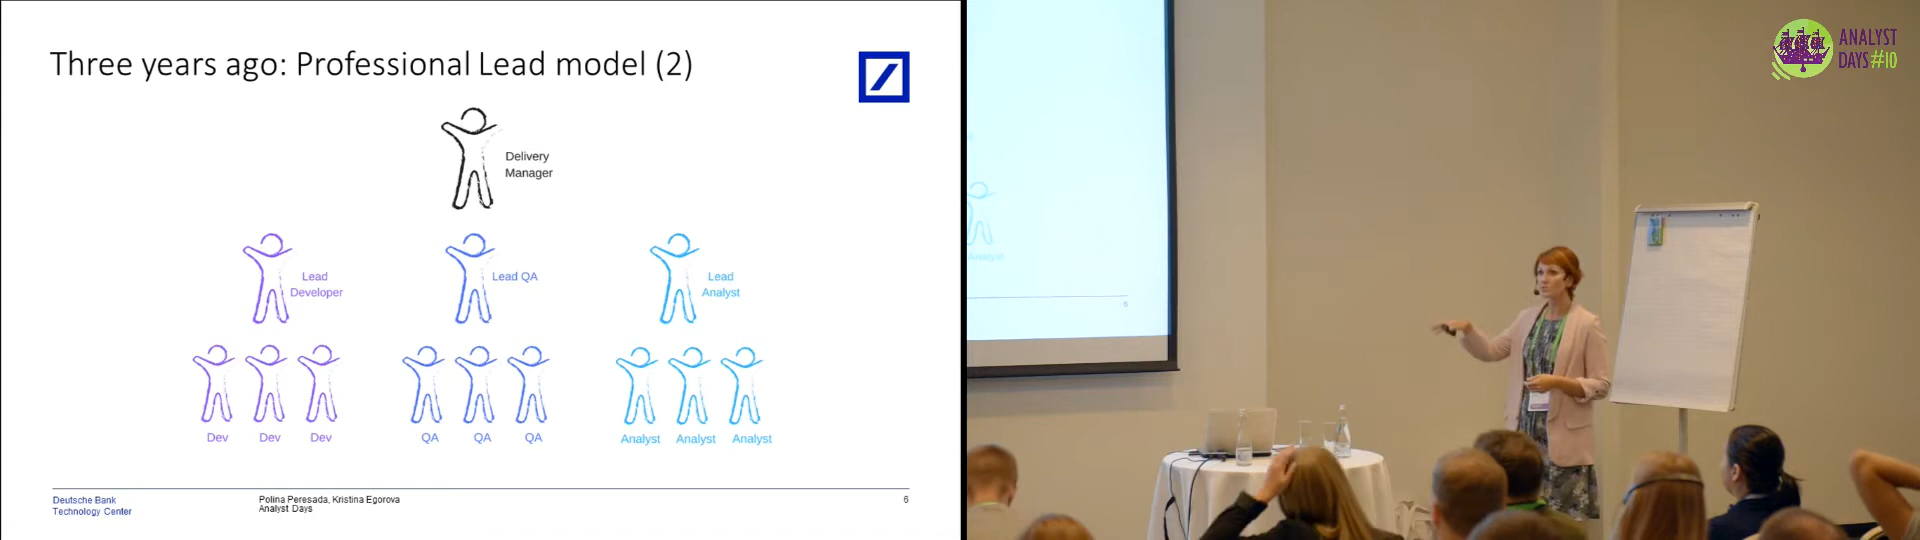 Three years ago: Professional Lead model (2)
Delivery
Manager
Lead
Developer
Lead QA
Lead
Analyst
Dev Dev Dev
QA QA QA
Analyst Analyst Analyst
Deutsche Bank
Technology Center
Polina Peresada, Kristina Egorova
Analyst Days
6
Analyst
6
ANALYST
DAYS #10